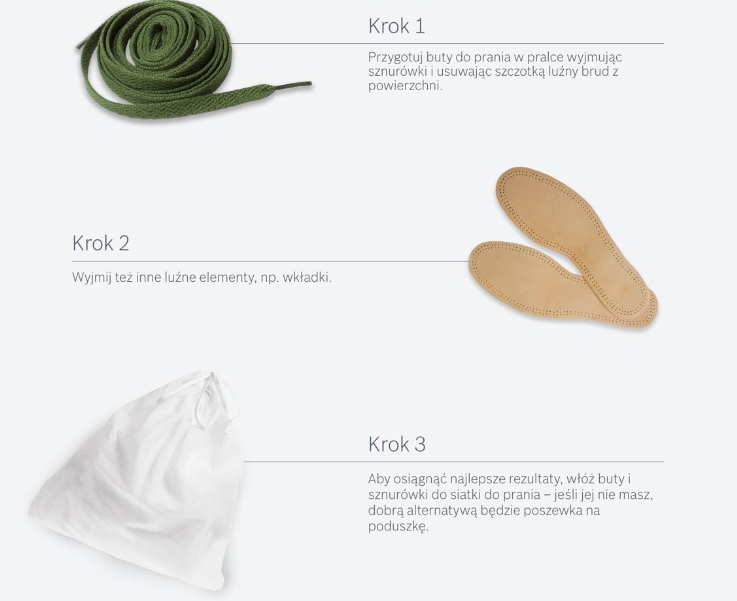 Krok 1
Przygotuj buty do prania w pralce wyjmując
sznurówki i usuwając szczotką luźny brud z
powierzchni.
Krok 2
Wyjmij też inne luźne elementy, np. wkładki.
Krok 3
Aby osiągnąć najlepsze rezultaty, włóż buty i
sznurówki do siatki do prania – jeśli jej nie masz,
dobrą alternatywą będzie poszewka na
poduszkę.